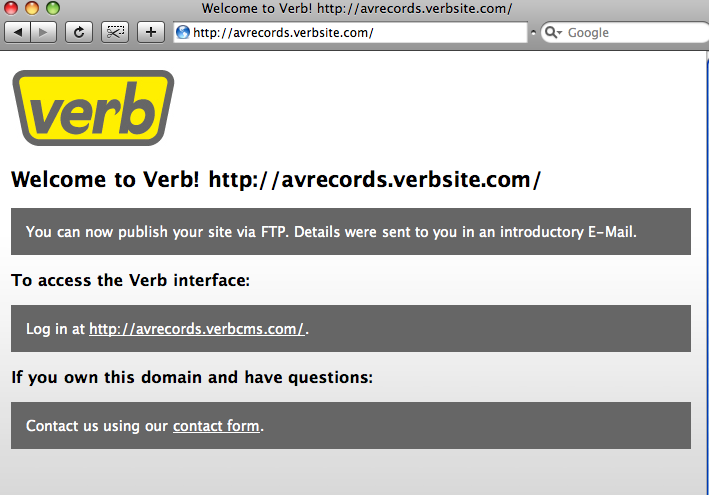 Welcome to Verb! http://avrecords.verbsite.com/
http://avrecords.verbsite.com/
Google
verb
Welcome to Verb! http://avrecords.verbsite.com/
You can now publish your site via FTP. Details were sent to you in an introductory E-Mail.
To access the Verb interface:
Log in at http://avrecords.verbcms.com/.
If you own this domain and have questions:
Contact us using our contact form.